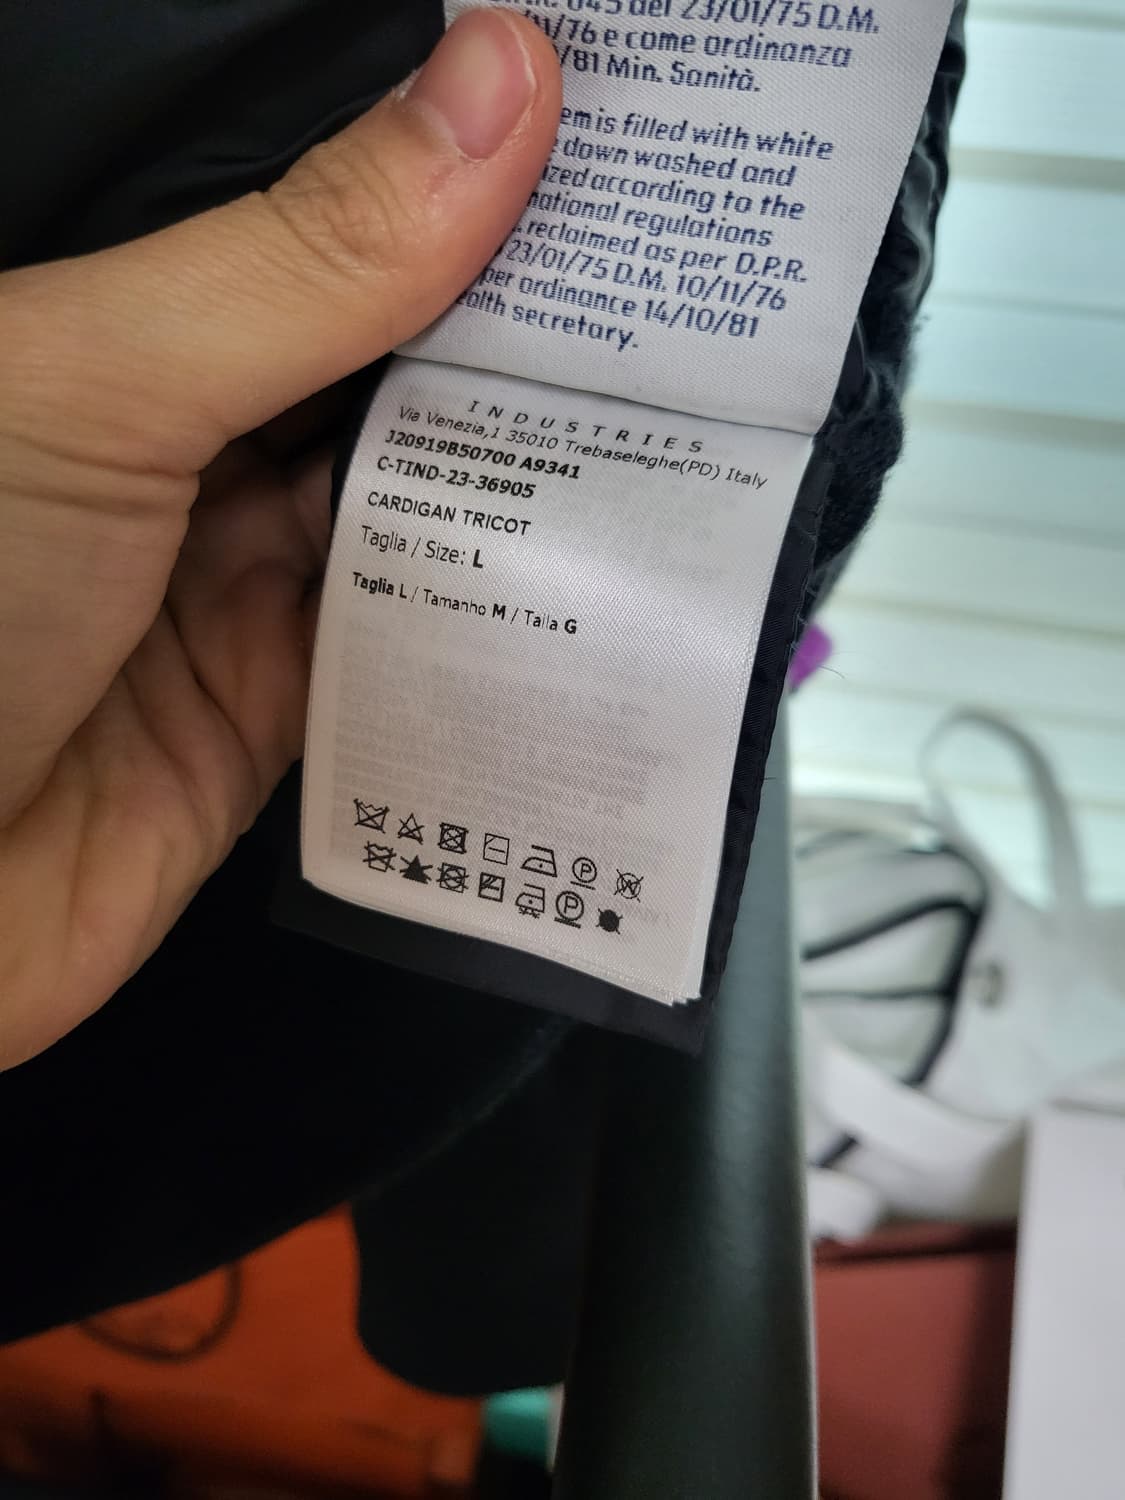 045 del 23/01/75 D.M.
/76 e come ordinanza
/81 Min. Sanità.
is filled with white
down washed and
according to the
regulations
reclaimed as per D.P.R.
23/01/75 D.M. 10/11/76
per ordinance 14/10/81
secretary.
INDUSTRIES
Via Venezia,1 35010 Trebaseleghe(PD) Italy
J20919B50700 A9341
C-TIND-23-36905
CARDIGAN TRICOT
Taglia / Size: L
Taglia L / Tamanho M / Talla G